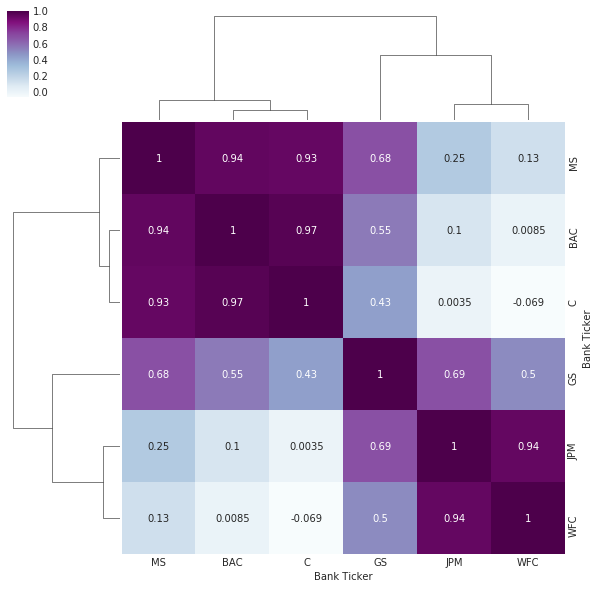 1.0
0.8
0.6
0.4
0.2
0.0
1 0.94 0.93 0.68 0.25 0.13 MS
0.94 1 0.97 0.55 0.1 0.0085 BAC
0.93 0.97 1 0.43 0.0035 -0.069 C
Bank Ticker
0.68 0.55 0.43 1 0.69 0.5 GS
0.25 0.1 0.0035 0.69 1 0.94 JPM
0.13 0.0085 -0.069 0.5 0.94 1 WFC
MS BAC C GS JPM WFC
Bank Ticker